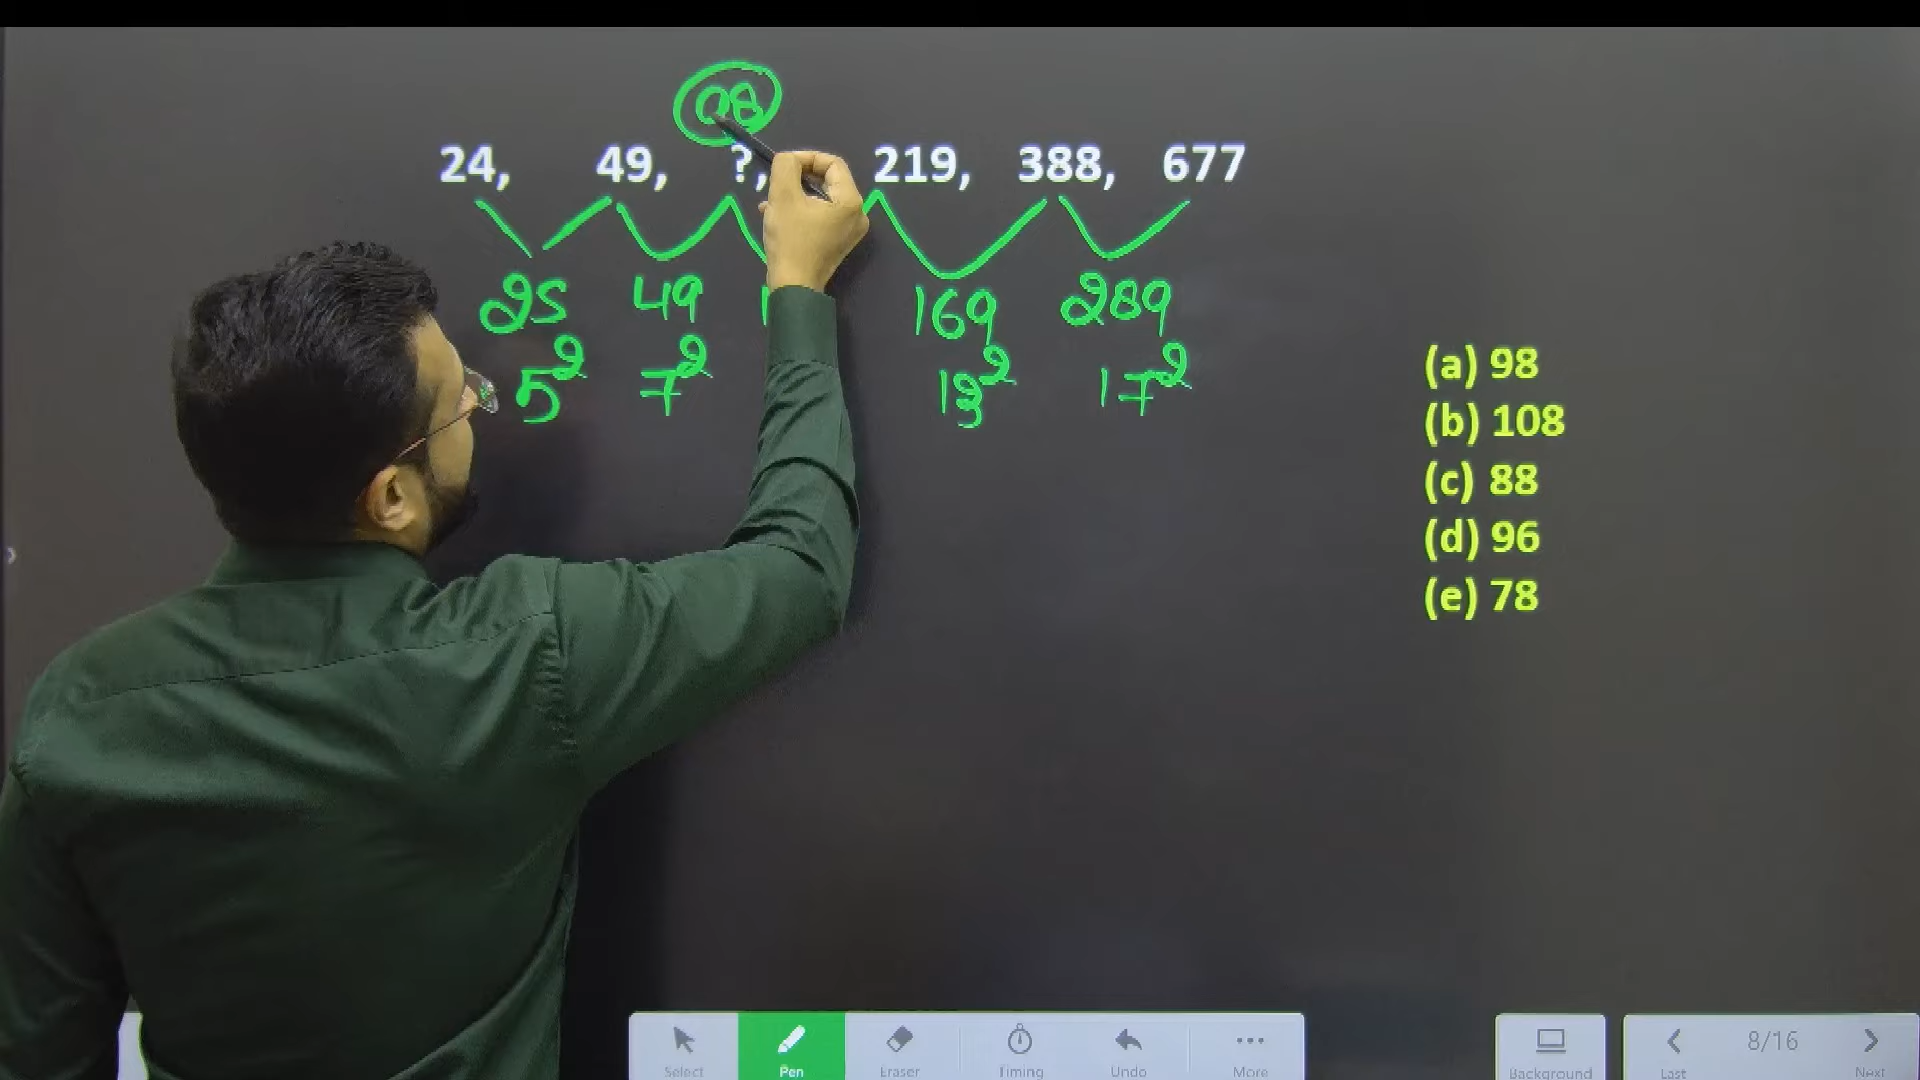 98
24, 49, ?, 219, 388, 677
25 49 169 289
5² 7² 13² 17²
(a) 98
(b) 108
(c) 88
(d) 96
(e) 78
8/16
Select Pen Eraser Timing Undo More Background Last Next